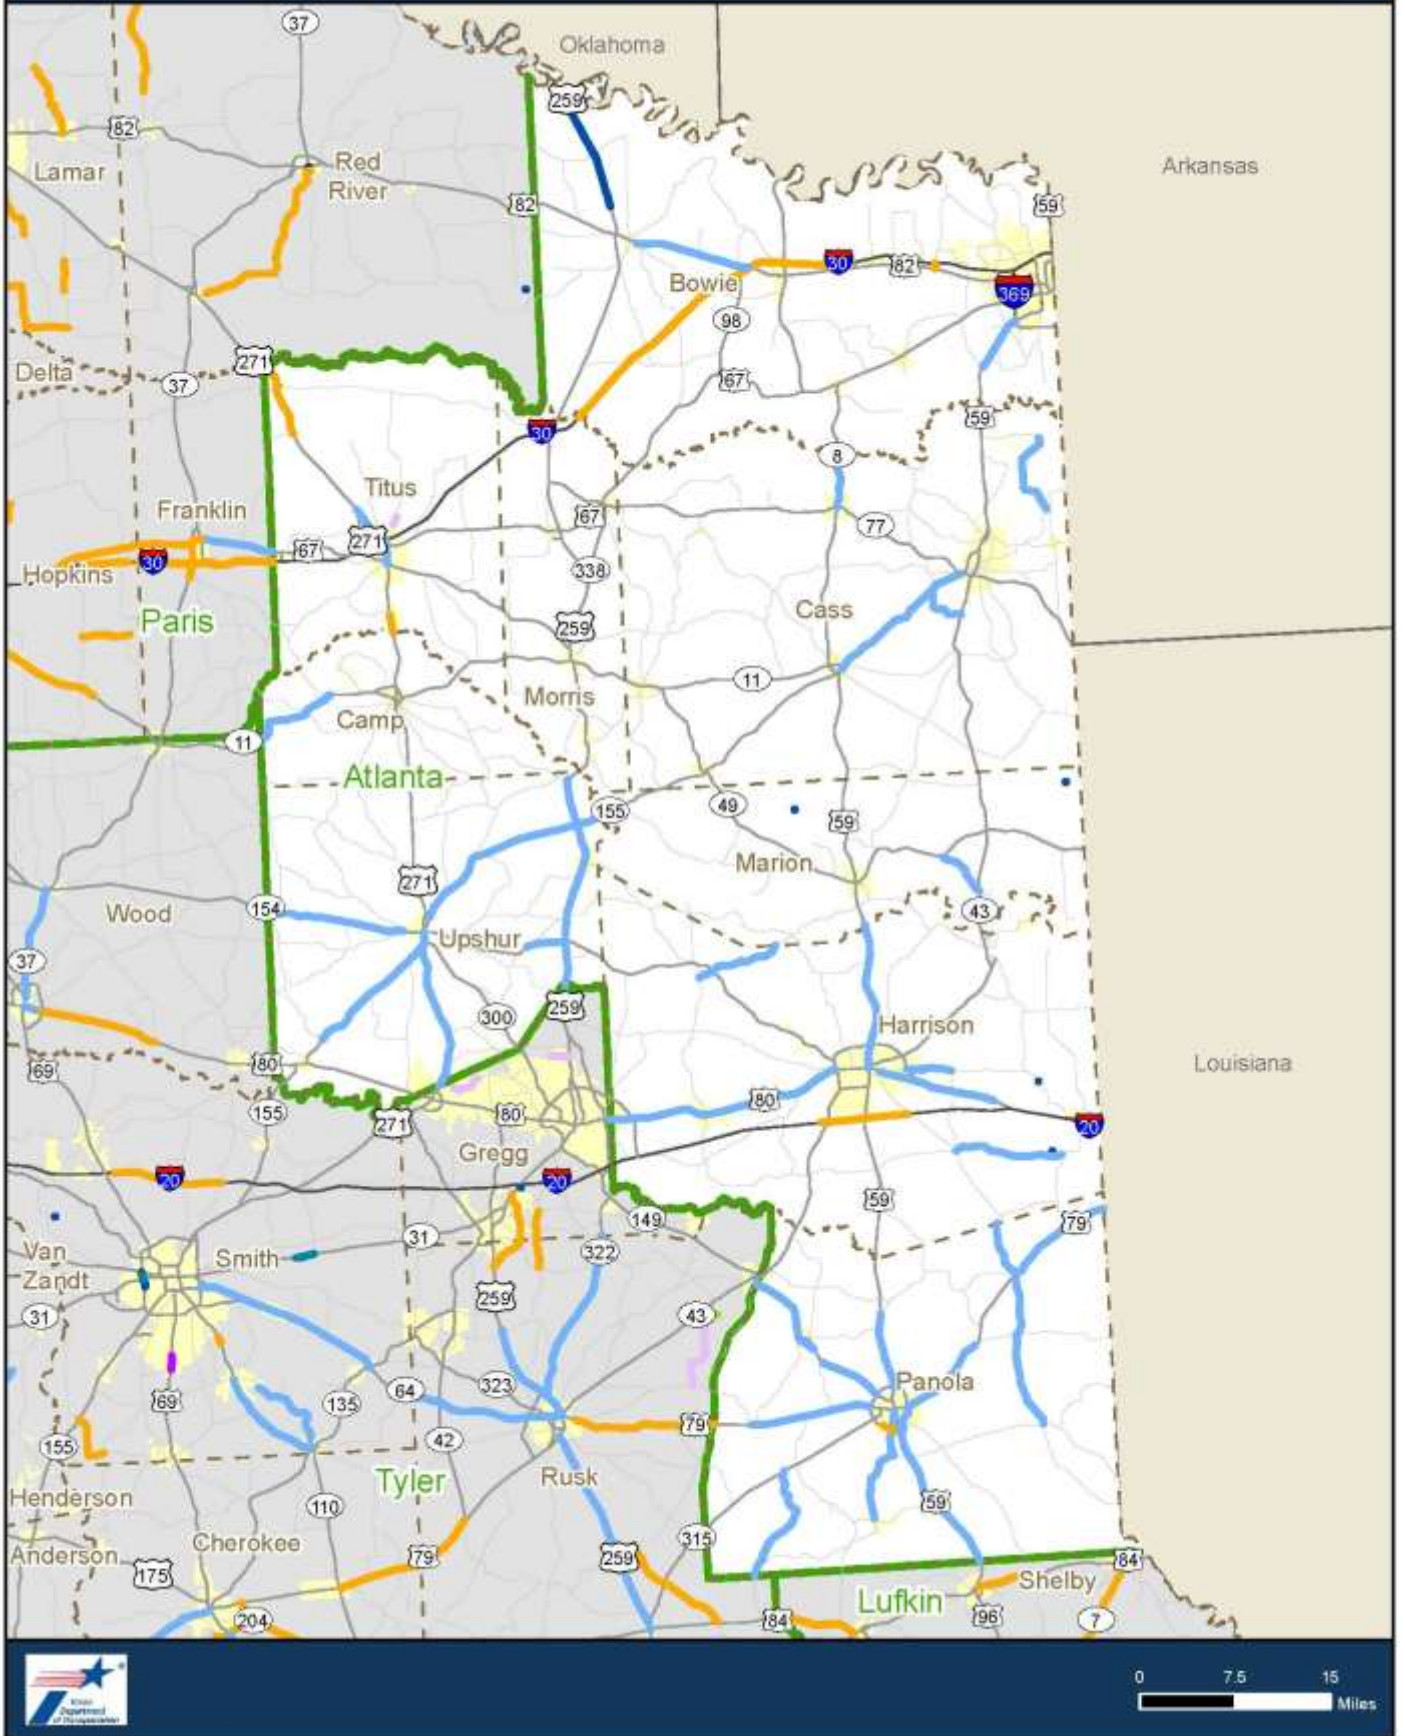 37
Oklahoma
259
82
Lamar
Red
River
Arkansas
82
59
30
82
Bowie
369
98
271
Delta
37
67
59
30
8
Titus
Franklin
67
77
271
67
30
Hopkins
338
Cass
Paris
259
11
Morris
Camp
11
Atlanta
155
49
59
Marion
271
154
Wood
43
Upshur
37
259
300
Harrison
80
Louisiana
69
80
155
80
271
20
Gregg
20
20
59
149
79
31
Van
Zandt
Smith
322
259
31
43
Panola
323
64
69
135
79
155
42
Tyler
Rusk
Henderson
59
110
315
Cherokee
Anderson
79
259
84
175
Shelby
Lufkin
204
84
96
7
0 7.5 15
Miles
Texas
Department
of Transportation